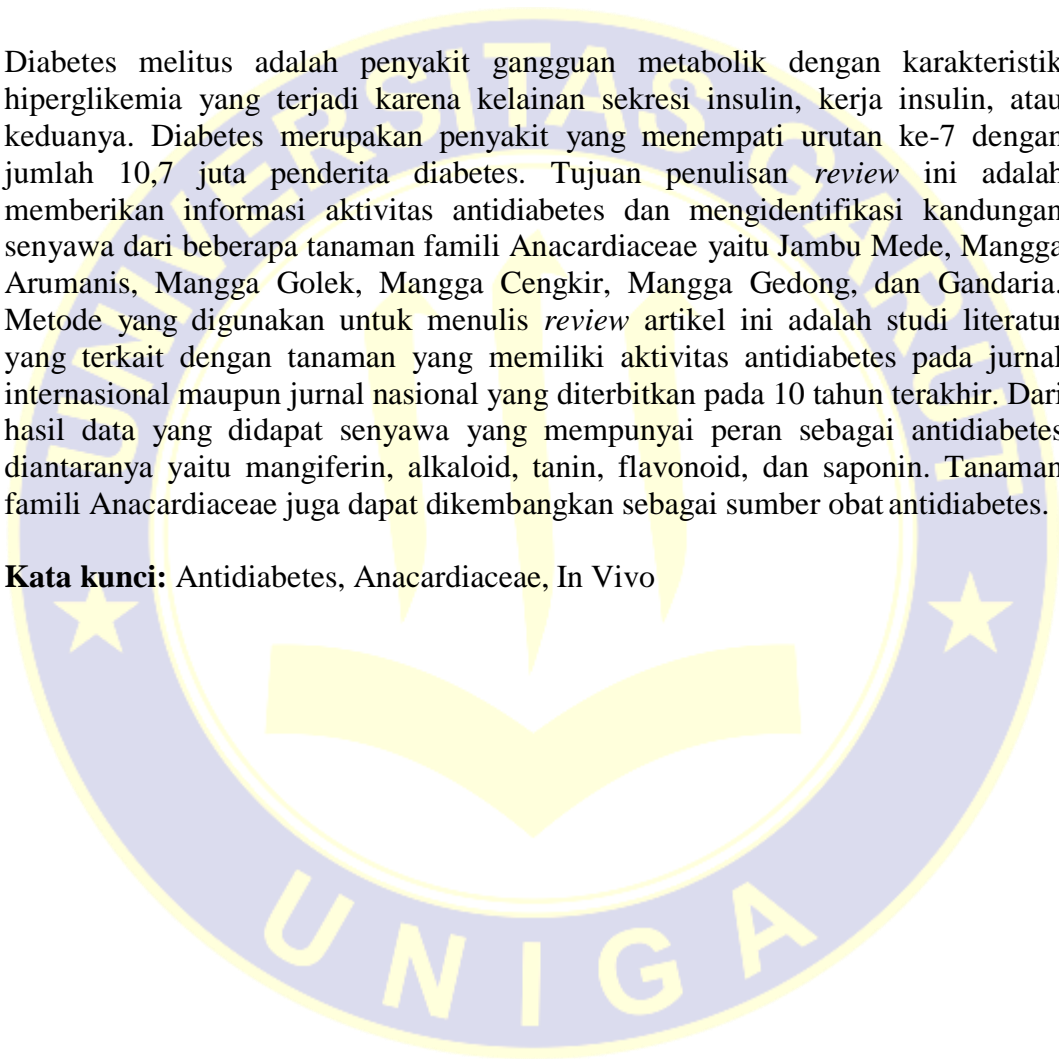 Diabetes melitus adalah penyakit gangguan metabolik dengan karakteristik
hiperglikemia yang terjadi karena kelainan sekresi insulin, kerja insulin, atau
keduanya. Diabetes merupakan penyakit yang menempati urutan ke-7 dengan
jumlah 10,7 juta penderita diabetes. Tujuan penulisan review ini adalah
memberikan informasi aktivitas antidiabetes dan mengidentifikasi kandungan
senyawa dari beberapa tanaman famili Anacardiaceae yaitu Jambu Mede, Mangga
Arumanis, Mangga Golek, Mangga Cengkir, Mangga Gedong, dan Gandaria.
Metode yang digunakan untuk menulis review artikel ini adalah studi literatur
yang terkait dengan tanaman yang memiliki aktivitas antidiabetes pada jurnal
internasional maupun jurnal nasional yang diterbitkan pada 10 tahun terakhir. Dari
hasil data yang didapat senyawa yang mempunyai peran sebagai antidiabetes
diantaranya yaitu mangiferin, alkaloid, tanin, flavonoid, dan saponin. Tanaman
famili Anacardiaceae juga dapat dikembangkan sebagai sumber obat antidiabetes.
Kata kunci: Antidiabetes, Anacardiaceae, In Vivo
UNIVERSITAS GARUT
UNIGA